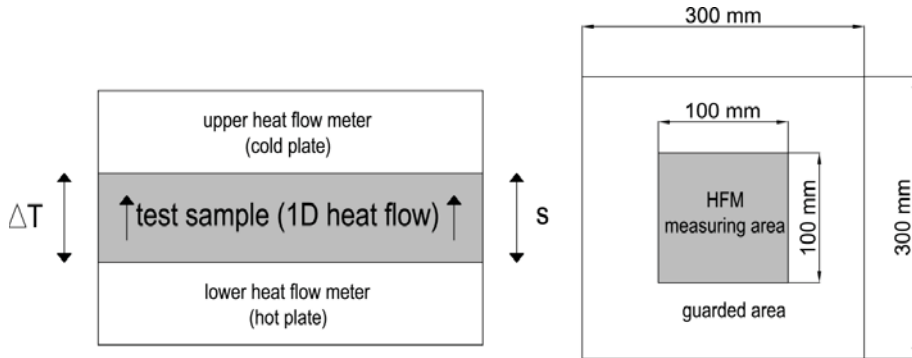 upper heat flow meter
(cold plate)
ΔT
test sample (1D heat flow)
s
lower heat flow meter
(hot plate)
300 mm
100 mm
HFM
measuring area
100 mm
300 mm
guarded area